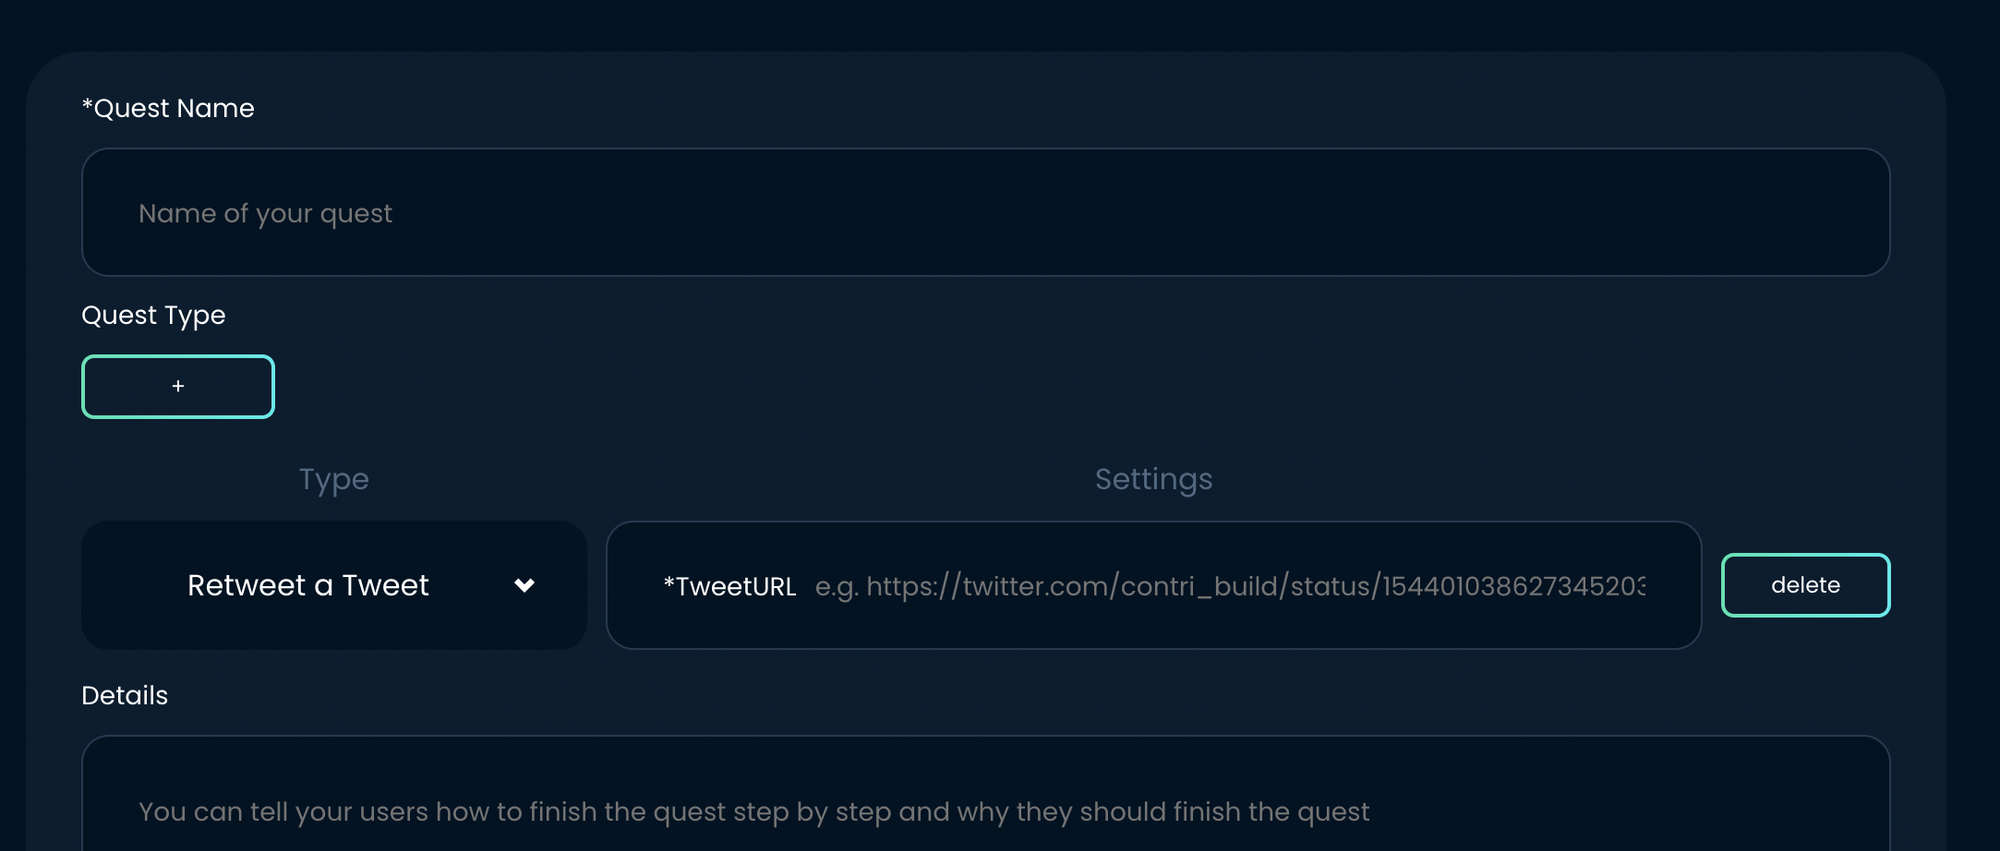 *Quest Name
Name of your quest
Quest Type
+
Type Settings
Retweet a Tweet *TweetURL e.g. https://twitter.com/contri_build/status/154401038627345203 delete
Details
You can tell your users how to finish the quest step by step and why they should finish the quest